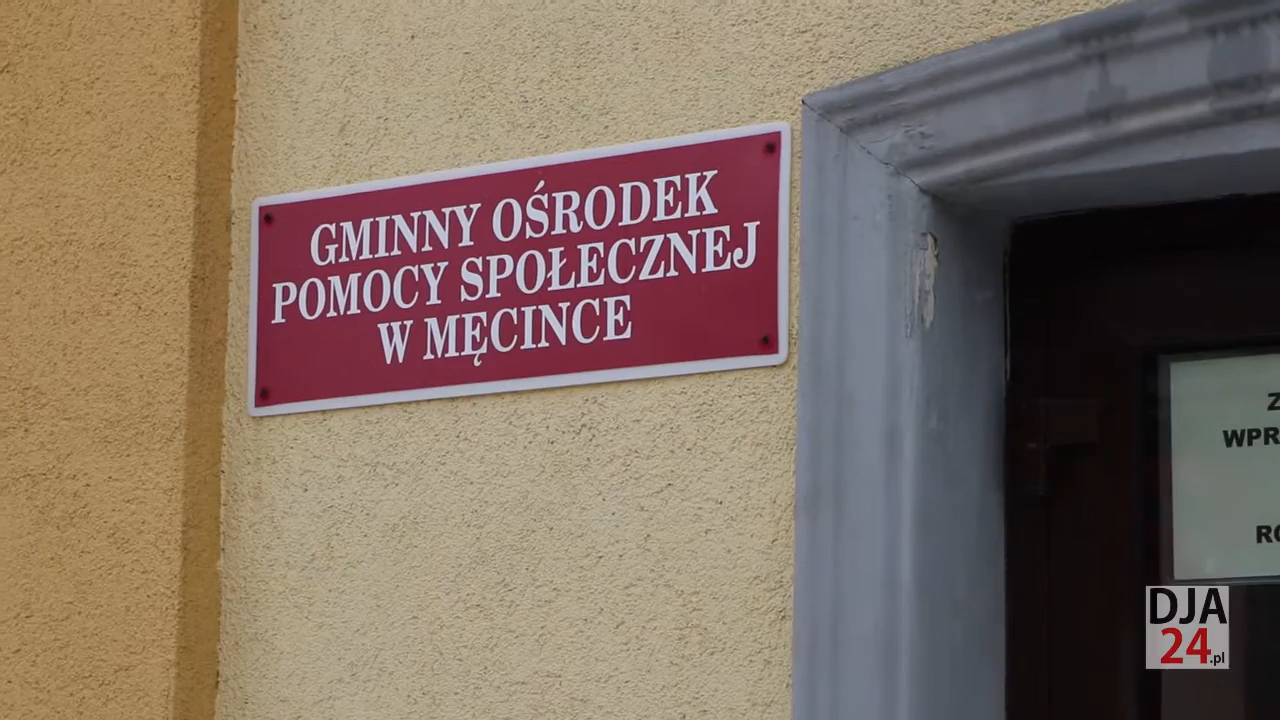 GMINNY OŚRODEK
POMOCY SPOŁECZNEJ
W MĘCINCE
DJA
24.pl